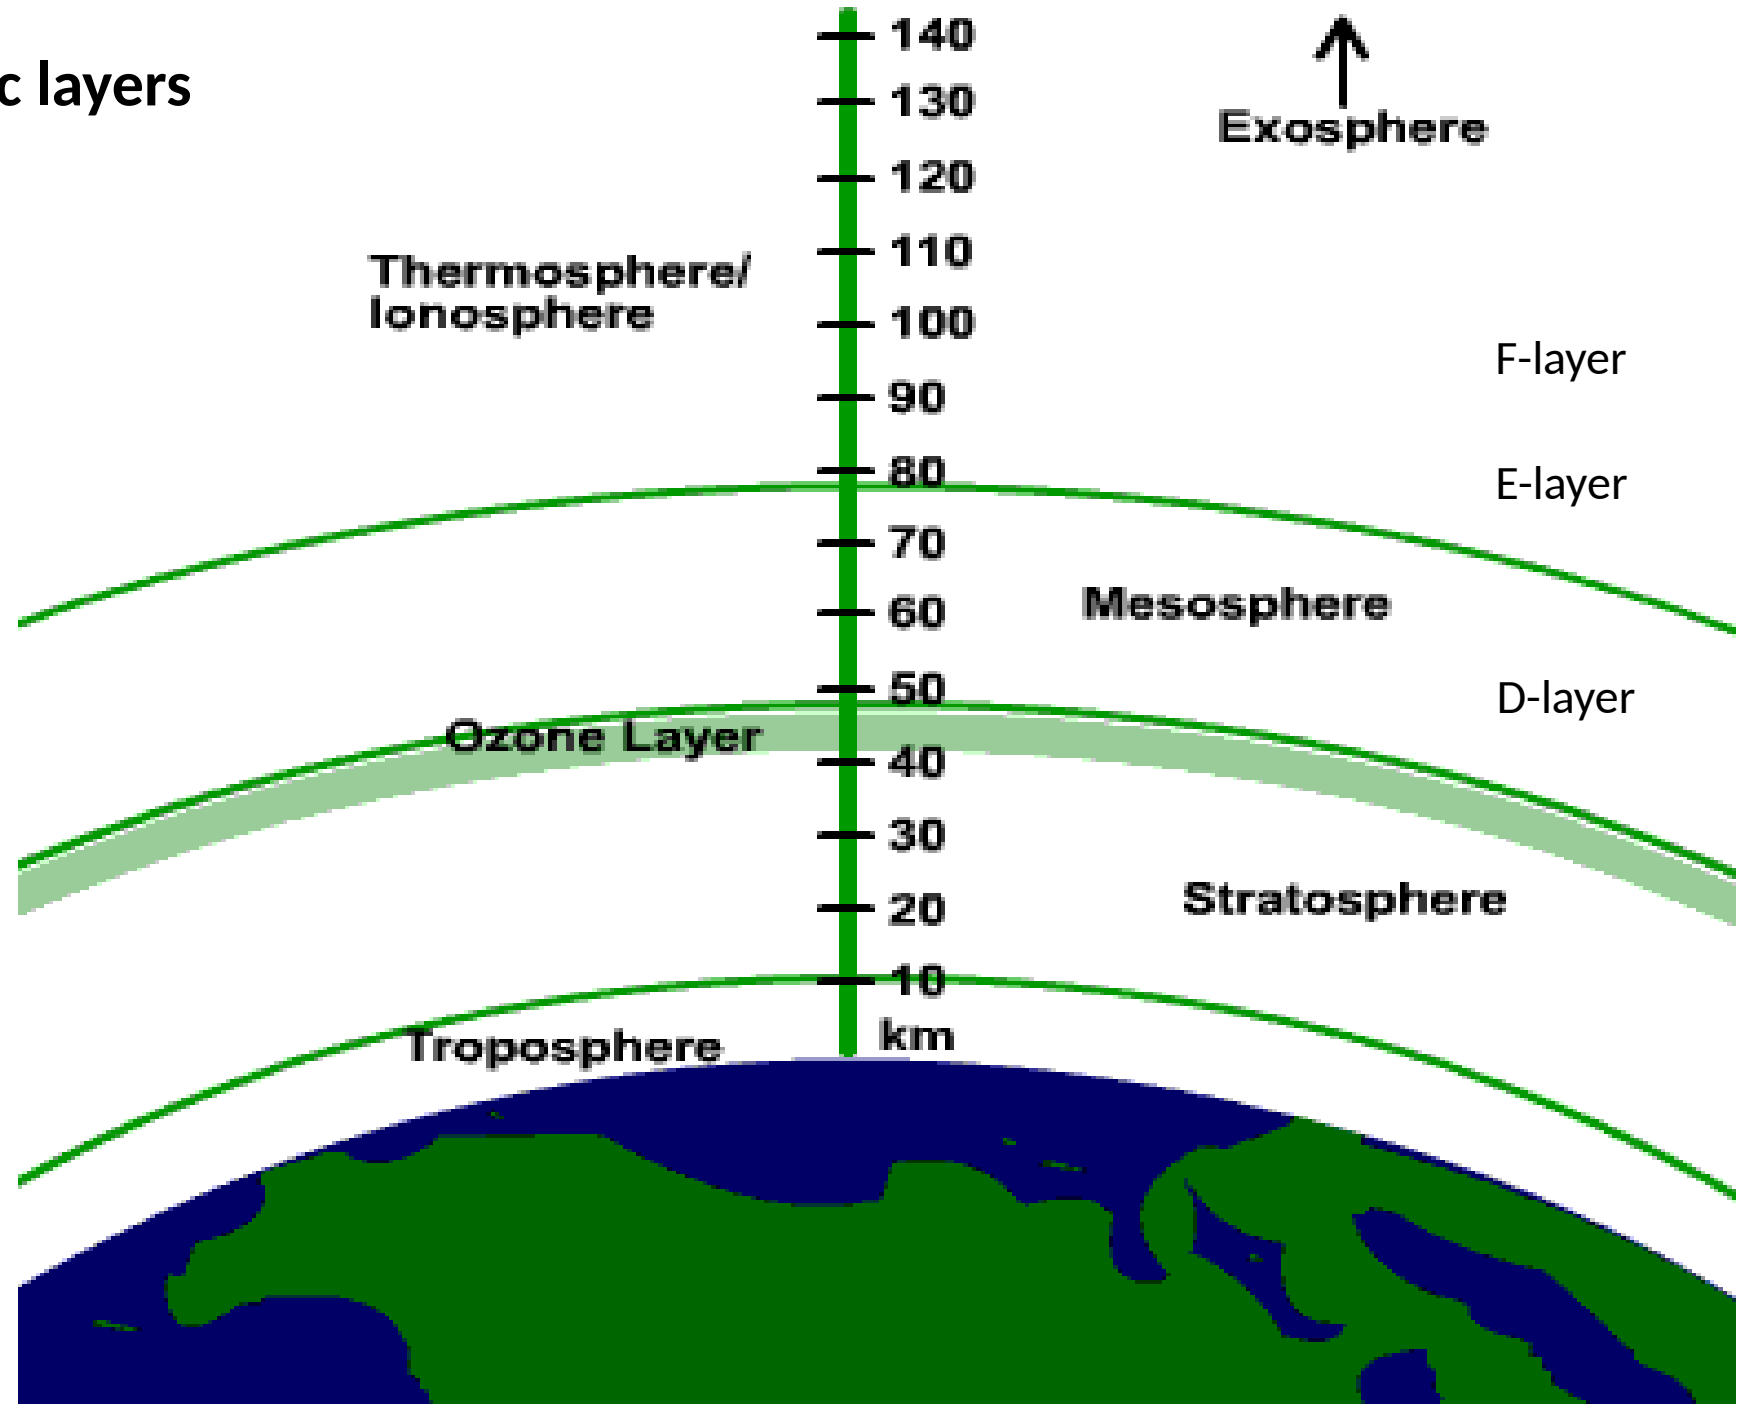 c layers
140
130
Exosphere
120
110
Thermosphere/
Ionosphere
100
F-layer
90
80
E-layer
70
Mesosphere
60
50
D-layer
Ozone Layer
40
30
Stratosphere
20
10
km
Troposphere